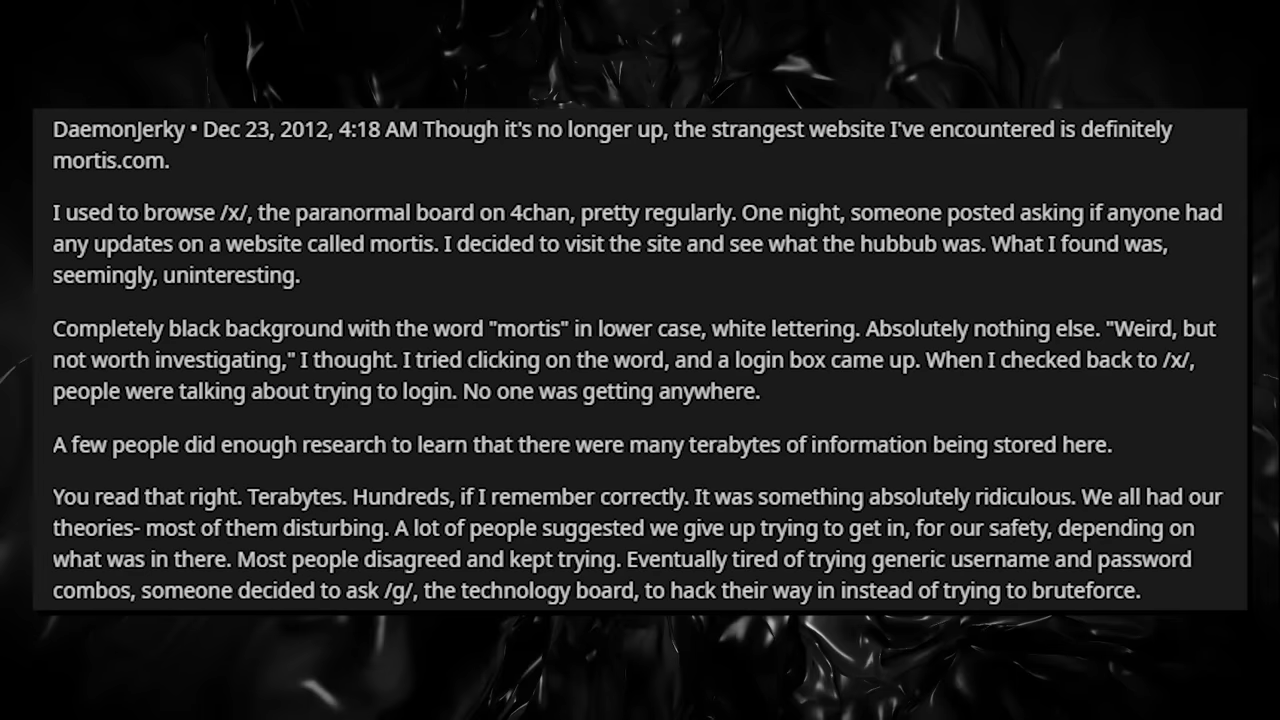 DaemonJerky • Dec 23, 2012, 4:18 AM Though it's no longer up, the strangest website I've encountered is definitely
mortis.com.
I used to browse /x/, the paranormal board on 4chan, pretty regularly. One night, someone posted asking if anyone had
any updates on a website called mortis. I decided to visit the site and see what the hubbub was. What I found was,
seemingly, uninteresting.
Completely black background with the word "mortis" in lower case, white lettering. Absolutely nothing else. "Weird, but
not worth investigating," I thought. I tried clicking on the word, and a login box came up. When I checked back to /x/,
people were talking about trying to login. No one was getting anywhere.
A few people did enough research to learn that there were many terabytes of information being stored here.
You read that right. Terabytes. Hundreds, if I remember correctly. It was something absolutely ridiculous. We all had our
theories- most of them disturbing. A lot of people suggested we give up trying to get in, for our safety, depending on
what was in there. Most people disagreed and kept trying. Eventually tired of trying generic username and password
combos, someone decided to ask /g/, the technology board, to hack their way in instead of trying to bruteforce.